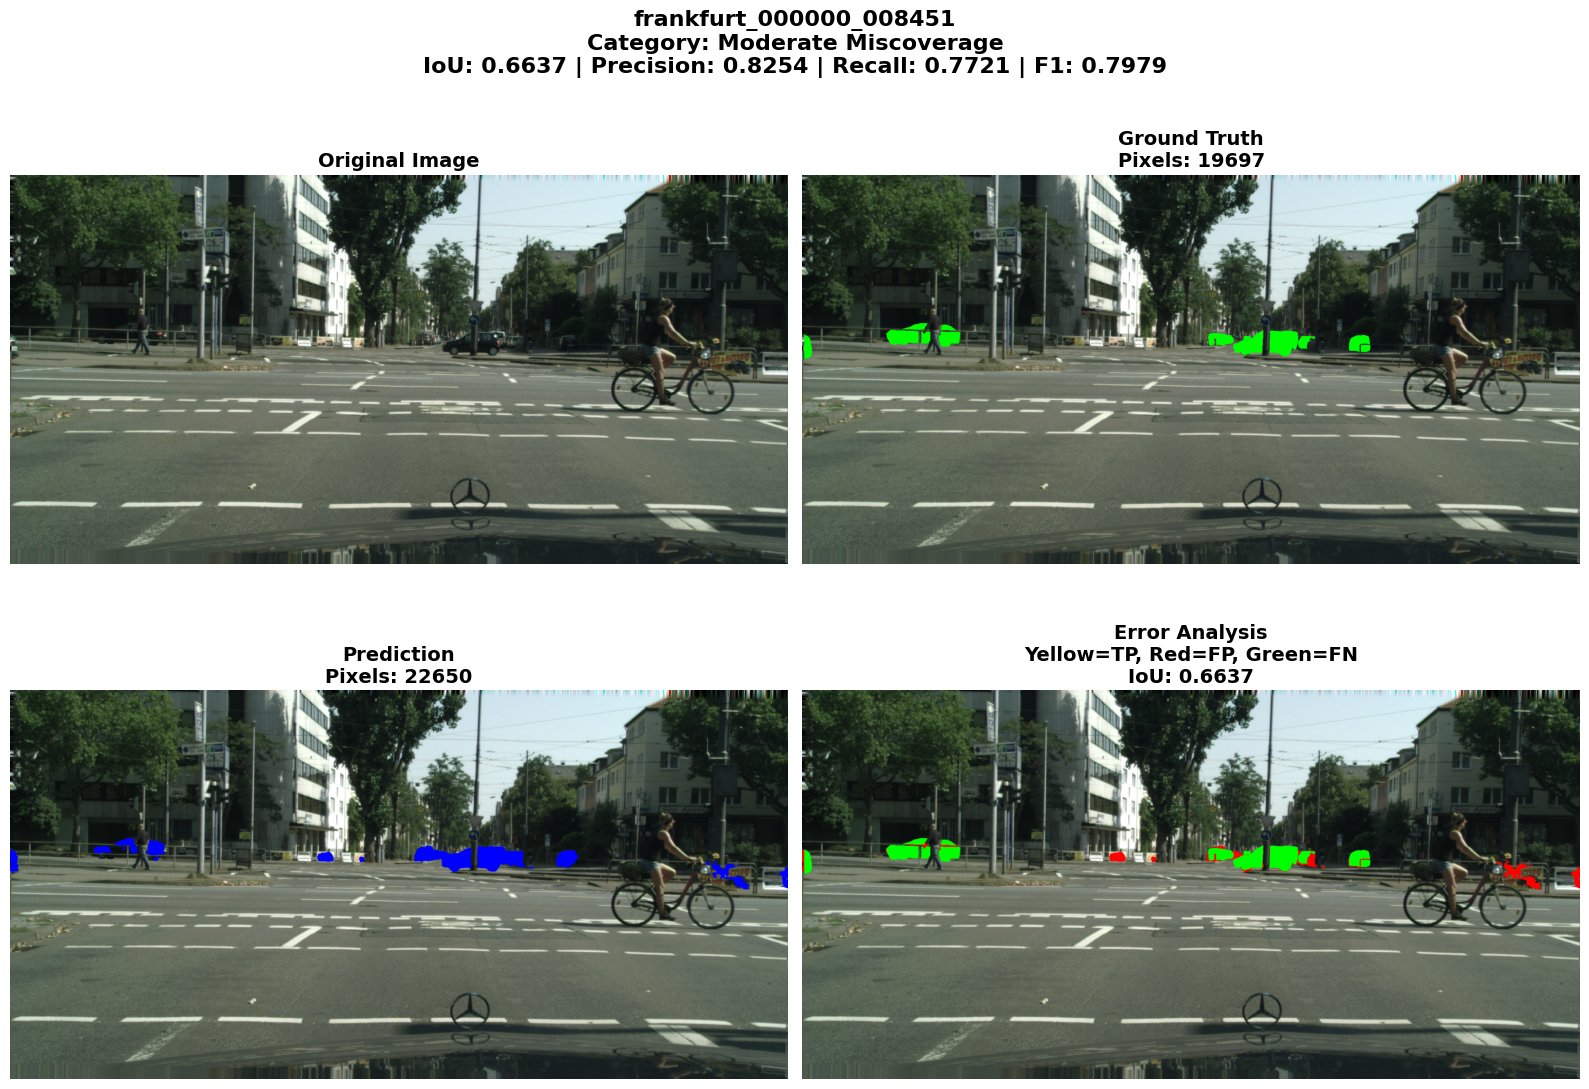 frankfurt_000000_008451
Category: Moderate Miscoverage
IoU: 0.6637 | Precision: 0.8254 | Recall: 0.7721 | F1: 0.7979
Original Image
Ground Truth
Pixels: 19697
Prediction
Pixels: 22650
Error Analysis
Yellow=TP, Red=FP, Green=FN
IoU: 0.6637